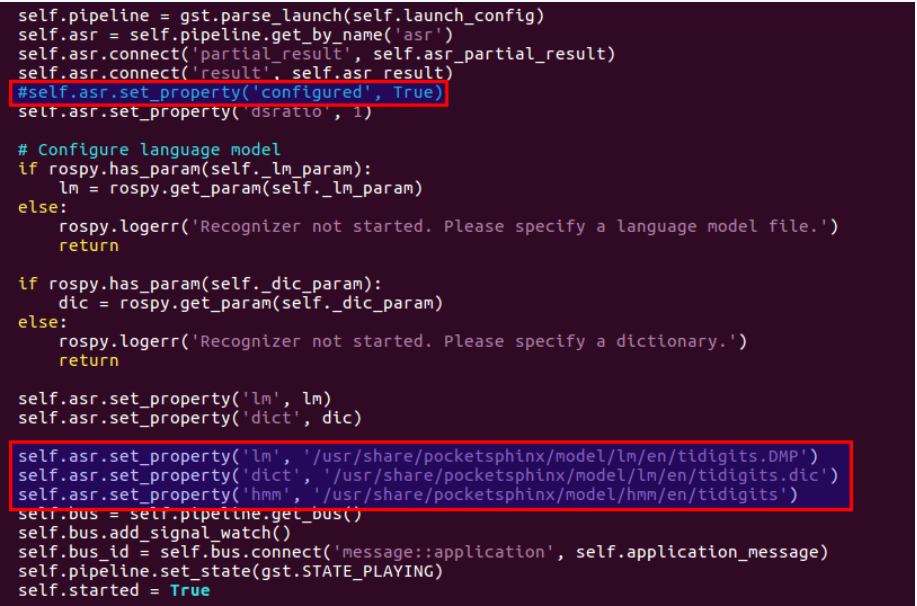 self.pipeline = gst.parse_launch(self.launch_config)
self.asr = self.pipeline.get_by_name('asr')
self.asr.connect('partial_result', self.asr_partial_result)
self.asr.connect('result', self.asr_result)
#self.asr.set_property('configured', True)
self.asr.set_property('dsratio', 1)
# Configure language model
if rospy.has_param(self._lm_param):
    lm = rospy.get_param(self._lm_param)
else:
    rospy.logerr('Recognizer not started. Please specify a language model file.')
    return
if rospy.has_param(self._dic_param):
    dic = rospy.get_param(self._dic_param)
else:
    rospy.logerr('Recognizer not started. Please specify a dictionary.')
    return
self.asr.set_property('lm', lm)
self.asr.set_property('dict', dic)
self.asr.set_property('lm', '/usr/share/pocketsphinx/model/lm/en/tidigits.DMP')
self.asr.set_property('dict', '/usr/share/pocketsphinx/model/lm/en/tidigits.dic')
self.asr.set_property('hmm', '/usr/share/pocketsphinx/model/hmm/en/tidigits')
self.bus = self.pipeline.get_bus()
self.bus.add_signal_watch()
self.bus_id = self.bus.connect('message::application', self.application_message)
self.pipeline.set_state(gst.STATE_PLAYING)
self.started = True